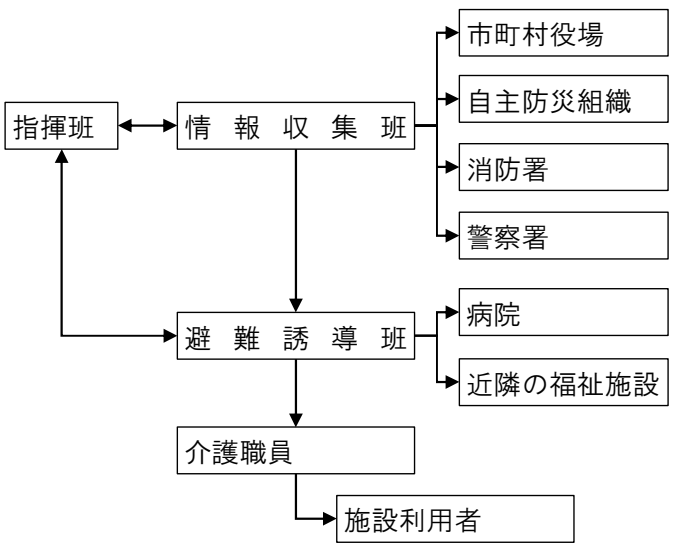 市町村役場
指揮班
情報収集班
自主防災組織
消防署
警察署
避難誘導班
病院
近隣の福祉施設
介護職員
施設利用者